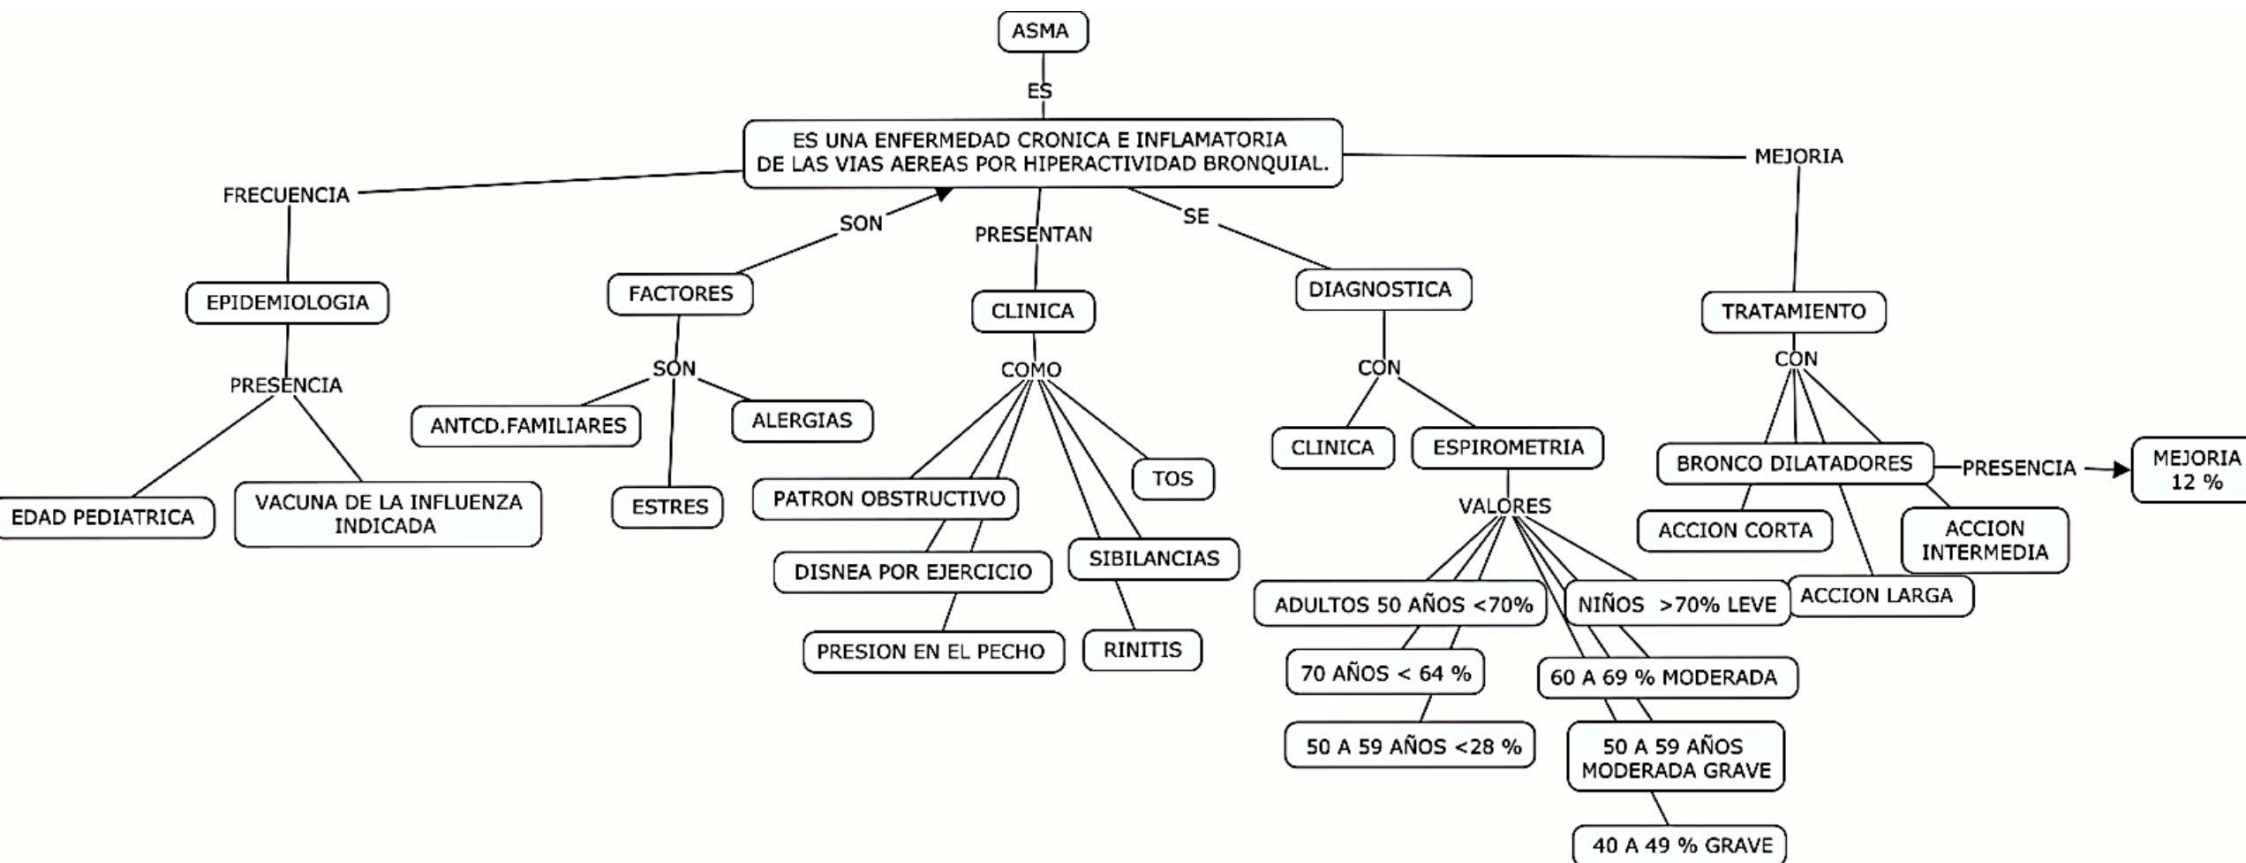 ASMA
ES
ES UNA ENFERMEDAD CRONICA E INFLAMATORIA
DE LAS VIAS AEREAS POR HIPERACTIVIDAD BRONQUIAL.
MEJORIA
FRECUENCIA
SON
PRESENTAN
SE
EPIDEMIOLOGIA
FACTORES
CLINICA
DIAGNOSTICA
TRATAMIENTO
PRESENCIA
SON
COMO
CON
CON
EDAD PEDIATRICA
VACUNA DE LA INFLUENZA
INDICADA
ANTCD.FAMILIARES
ESTRES
ALERGIAS
PATRON OBSTRUCTIVO
DISNEA POR EJERCICIO
PRESION EN EL PECHO
TOS
SIBILANCIAS
RINITIS
CLINICA
ESPIROMETRIA
VALORES
ADULTOS 50 AÑOS <70%
70 AÑOS < 64 %
50 A 59 AÑOS <28 %
NIÑOS >70% LEVE
60 A 69 % MODERADA
50 A 59 AÑOS
MODERADA GRAVE
40 A 49 % GRAVE
BRONCO DILATADORES
PRESENCIA
MEJORIA
12 %
ACCION CORTA
ACCION
INTERMEDIA
ACCION LARGA